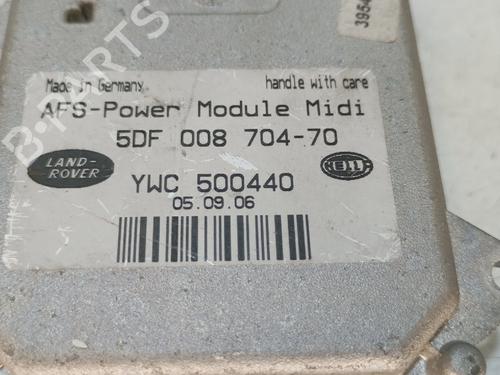 B-PARTS
3954
Made in Germany
handle with care
AFS-Power Module Midi
5DF 008 704-70
LAND-
ROVER
YWC 500440
05.09.06